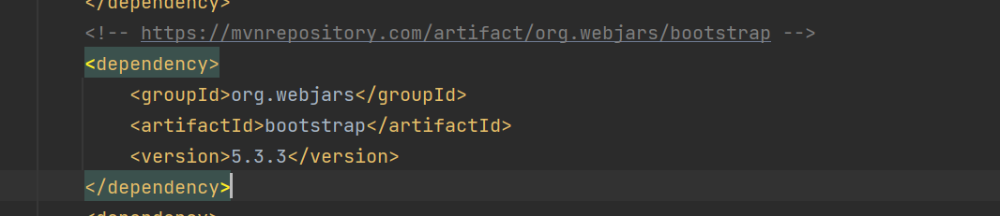 </dependency>
<!-- https://mvnrepository.com/artifact/org.webjars/bootstrap -->
<dependency>
<groupId>org.webjars</groupId>
<artifactId>bootstrap</artifactId>
<version>5.3.3</version>
</dependency>
<dependency>